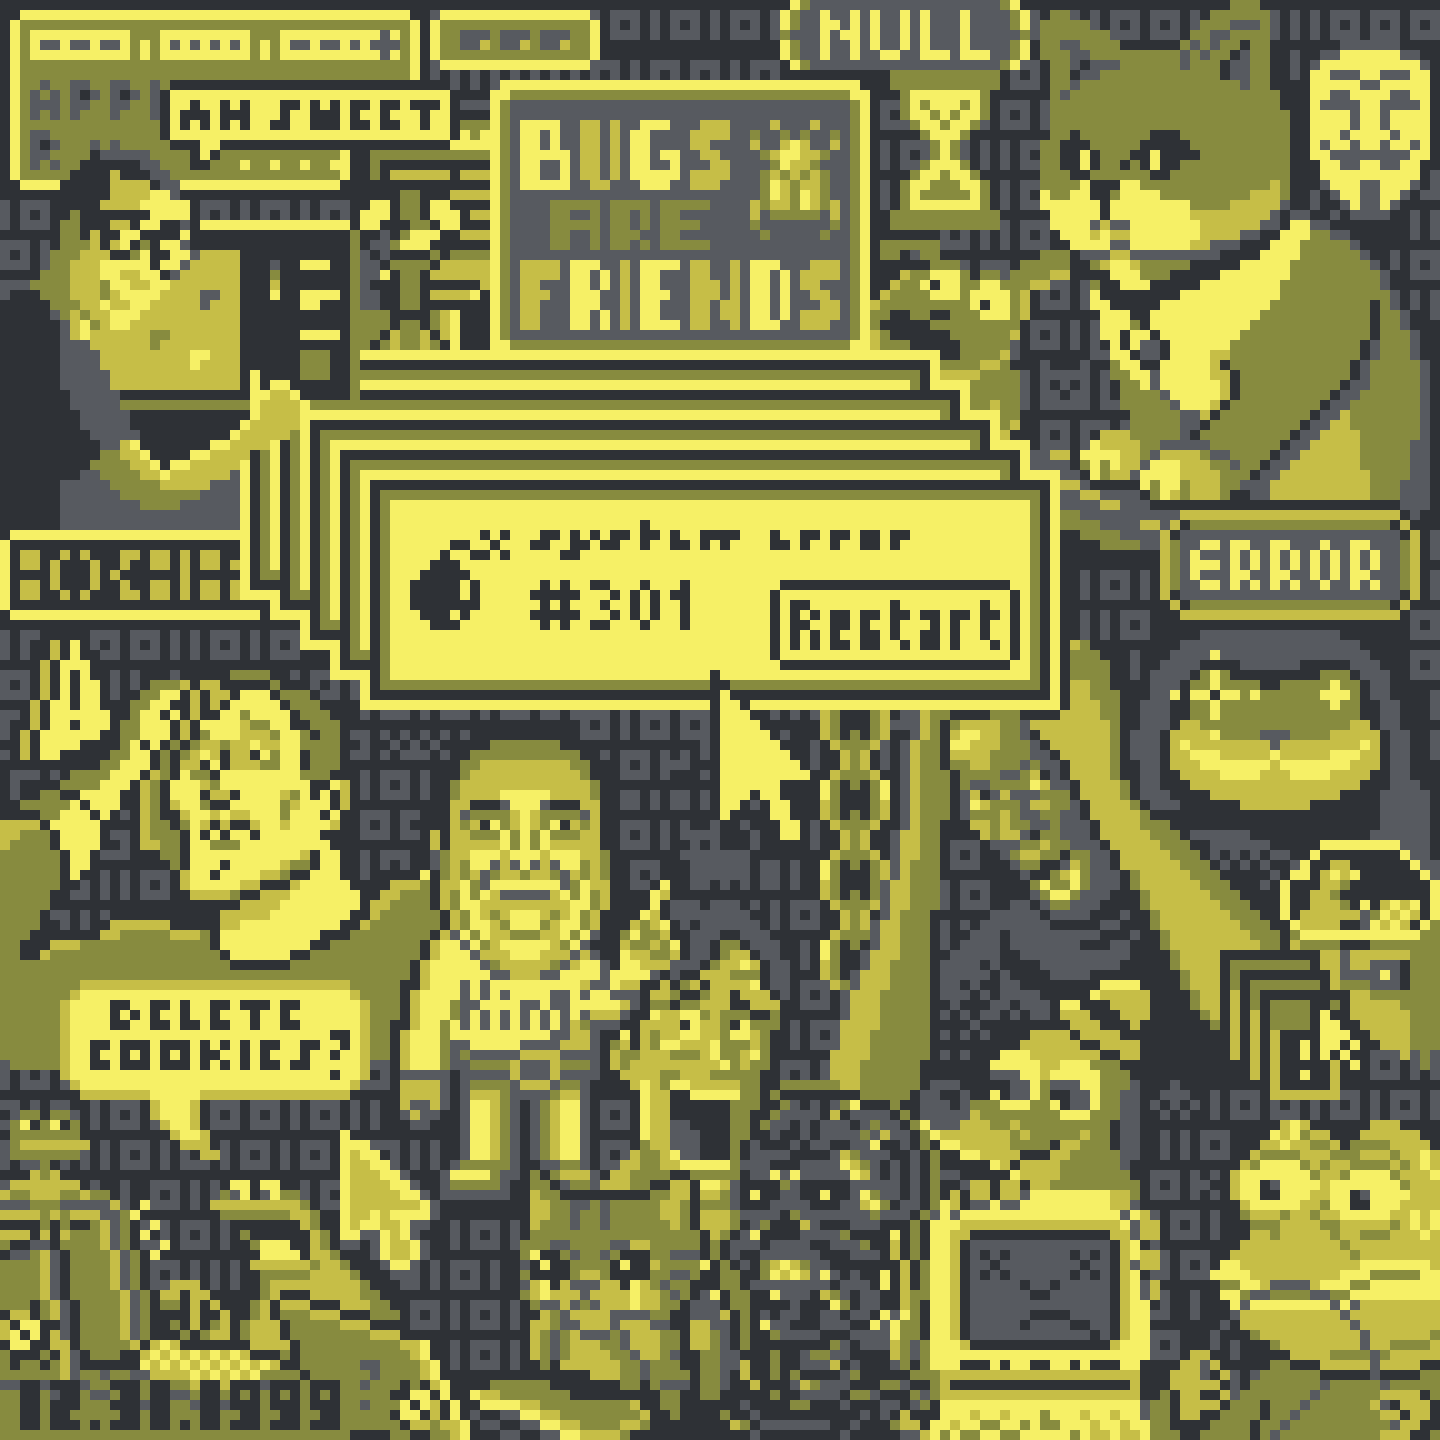 NULL
AH SWEET
BUGS
ARE
FRIENDS
system error
#301
Restart
ERROR
King
DELETE
COOKIES?
12-31-1999